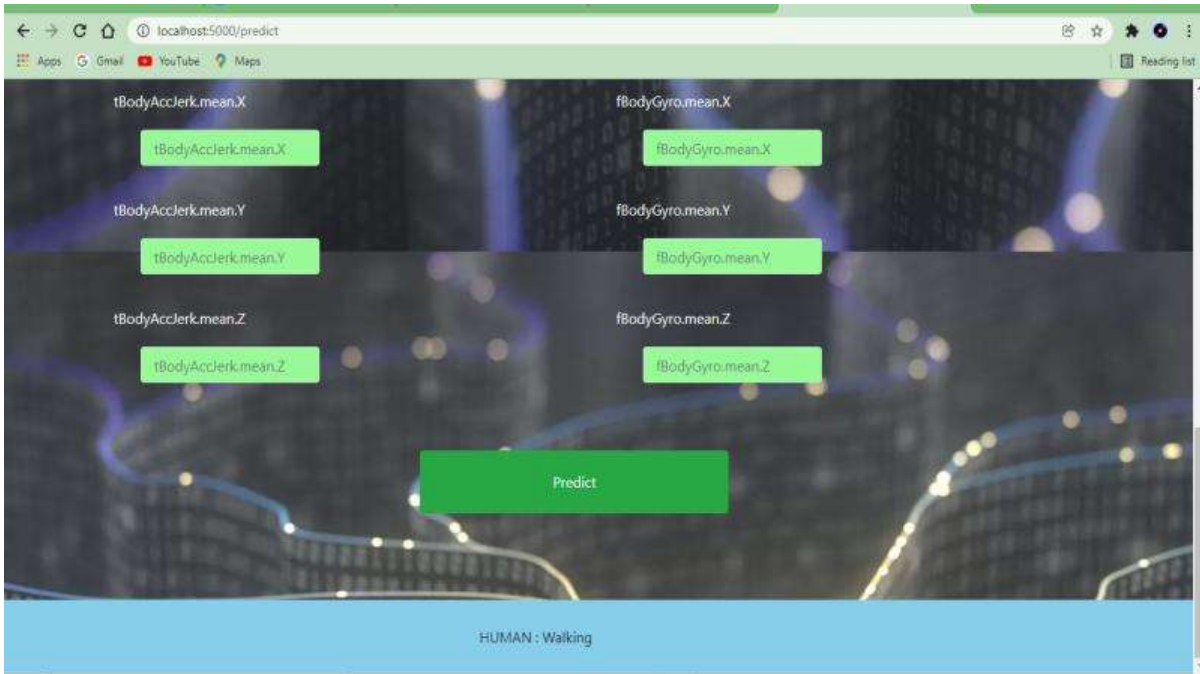 localhost:5000/predict
Apps Gmail YouTube Maps Reading list
tBodyAccJerk.mean.X fBodyGyro.mean.X
tBodyAccJerk.mean.X fBodyGyro.mean.X
tBodyAccJerk.mean.Y fBodyGyro.mean.Y
tBodyAccJerk.mean.Y fBodyGyro.mean.Y
tBodyAccJerk.mean.Z fBodyGyro.mean.Z
tBodyAccJerk.mean.Z fBodyGyro.mean.Z
Predict
HUMAN : Walking